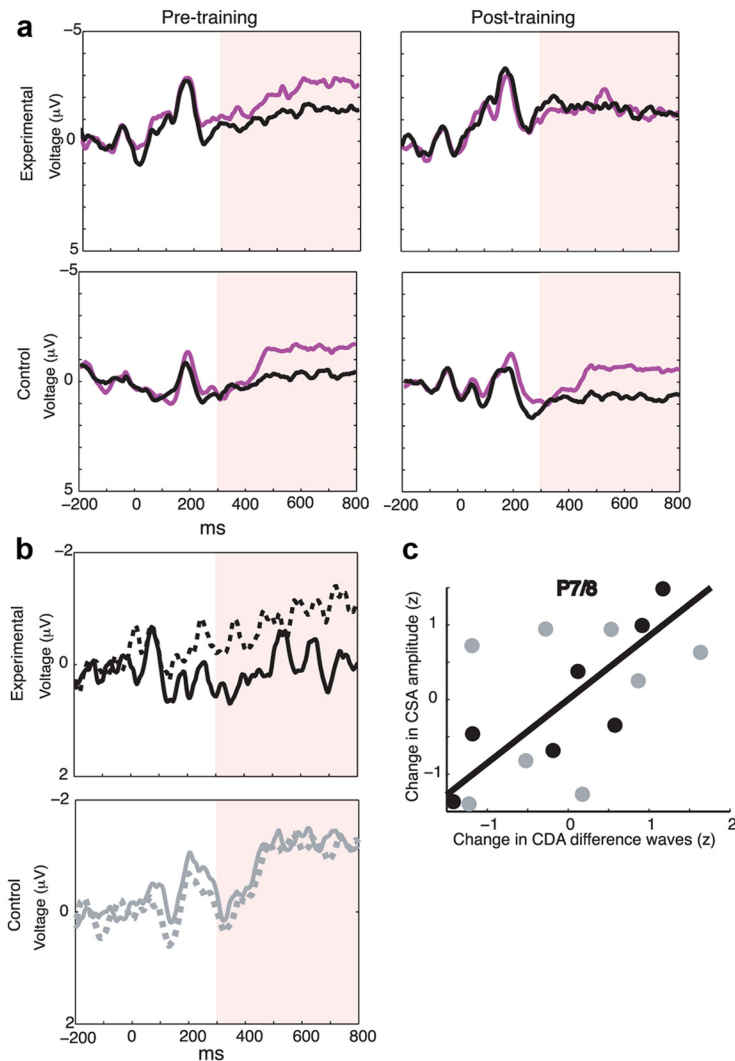 a
Pre-training
Post-training
-5
Experimental
Voltage (μV)
0
5
-5
Control
Voltage (μV)
0
5
-200 0 200 400 600 800
ms
-200 0 200 400 600 800
b
-2
Experimental
Voltage (μV)
0
2
-2
Control
Voltage (μV)
0
2
-200 0 200 400 600 800
ms
c
P7/8
Change in CSA amplitude (z)
1
0
-1
-1 0 1 2
Change in CDA difference waves (z)